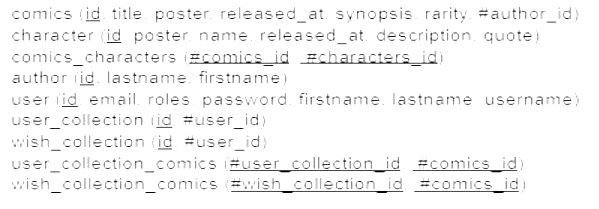 comics (id, title, poster, released_at, synopsis, rarity, #author_id)
character (id, poster, name, released_at, description, quote)
comics_characters (#comics_id, #characters_id)
author (id, lastname, firstname)
user (id, email, roles, password, firstname, lastname, username)
user_collection (id, #user_id)
wish_collection (id, #user_id)
user_collection_comics (#user_collection_id, #comics_id)
wish_collection_comics (#wish_collection_id, #comics_id)